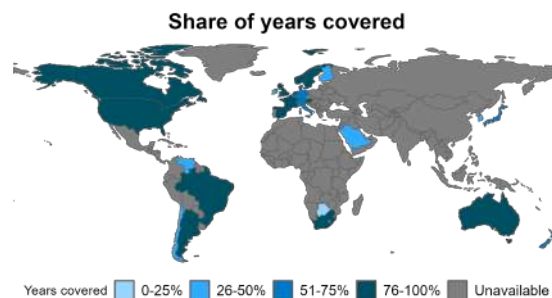 Share of years covered
Years covered 0-25% 26-50% 51-75% 76-100% Unavailable